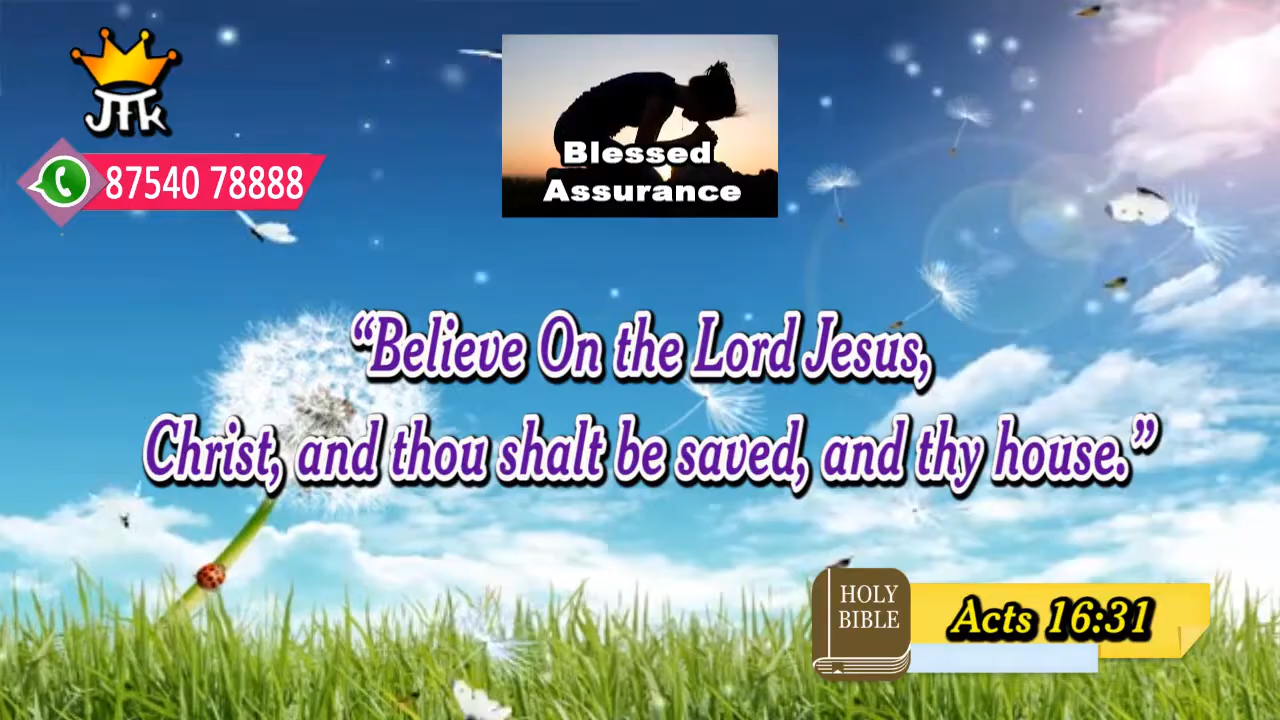 JTk
87540 78888
Blessed
Assurance
“Believe On the Lord Jesus,
Christ, and thou shalt be saved, and thy house.”
HOLY
BIBLE
Acts 16:31